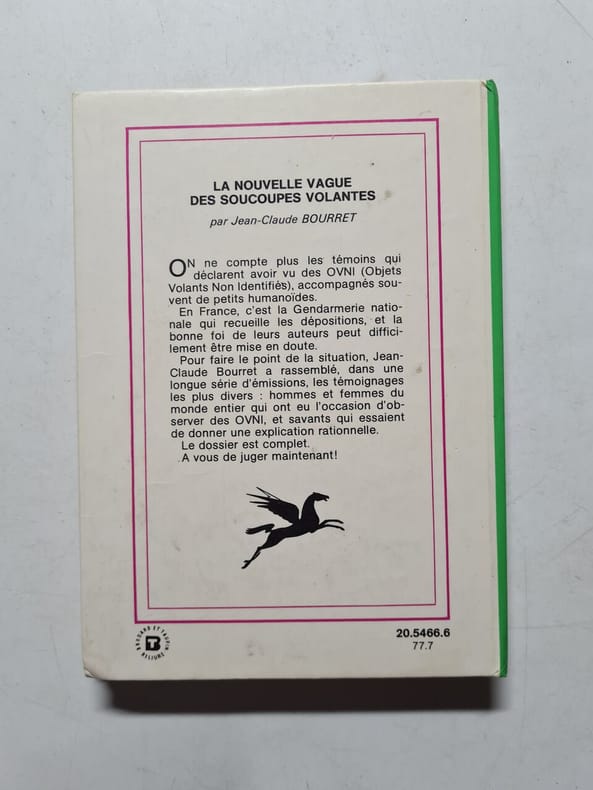 LA NOUVELLE VAGUE
DES SOUCOUPES VOLANTES
par Jean-Claude BOURRET
ON ne compte plus les témoins qui
déclarent avoir vu des OVNI (Objets
Volants Non Identifiés), accompagnés sou-
vent de petits humanoïdes.
En France, c'est la Gendarmerie natio-
nale qui recueille les dépositions, et la
bonne foi de leurs auteurs peut diffici-
lement être mise en doute.
Pour faire le point de la situation, Jean-
Claude Bourret a rassemblé, dans une
longue série d'émissions, les témoignages
les plus divers : hommes et femmes du
monde entier qui ont eu l'occasion d'ob-
server des OVNI, et savants qui essaient
de donner une explication rationnelle.
Le dossier est complet.
A vous de juger maintenant!
BRODARD ET TAUPIN
RELIURE
20.5466.6
77.7